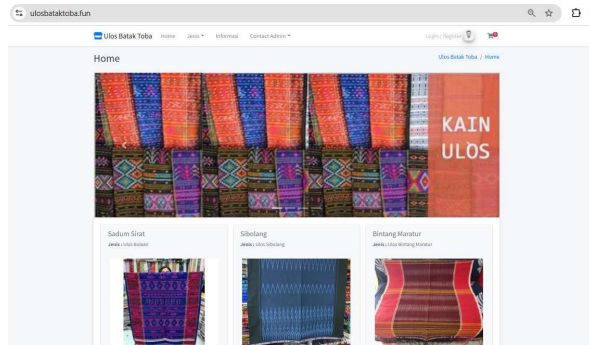 ulosbataktoba.fun
Ulos Batak Toba Home Jenis Informasi Contact Admin Login / Register
Home
Ulos Batak Toba / Home
KAIN
ULOS
Sadum Sirat
Jenis : Ulos Ragian
Sibolang
Jenis : Ulos Sibolang
Bintang Maratur
Jenis : Ulos Bintang Maratur